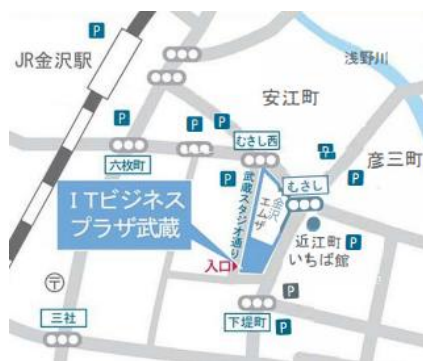 P
JR金沢駅
浅野川
安江町
P
P
P
P
P
彦三町
むさし西
六枚町
P
むさし
武蔵スタジオ通り
金沢
エムザ
ITビジネス
プラザ武蔵
近江町
いちば館
P
入口
〒
P
三社
下堤町
P